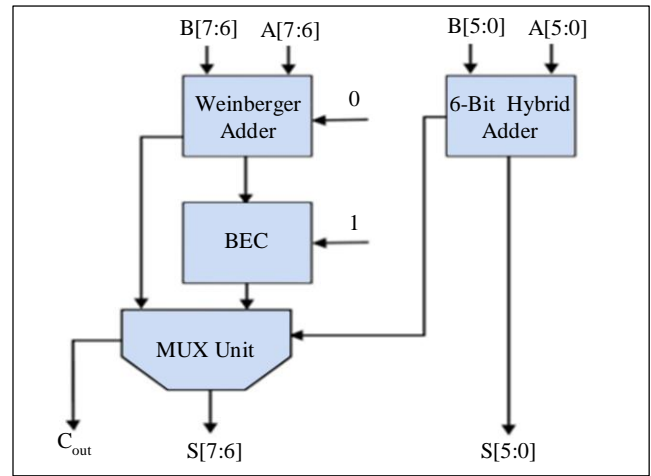 B[7:6] A[7:6] B[5:0] A[5:0]
Weinberger
Adder
0
6-Bit Hybrid
Adder
BEC
1
MUX Unit
C_out
S[7:6]
S[5:0]